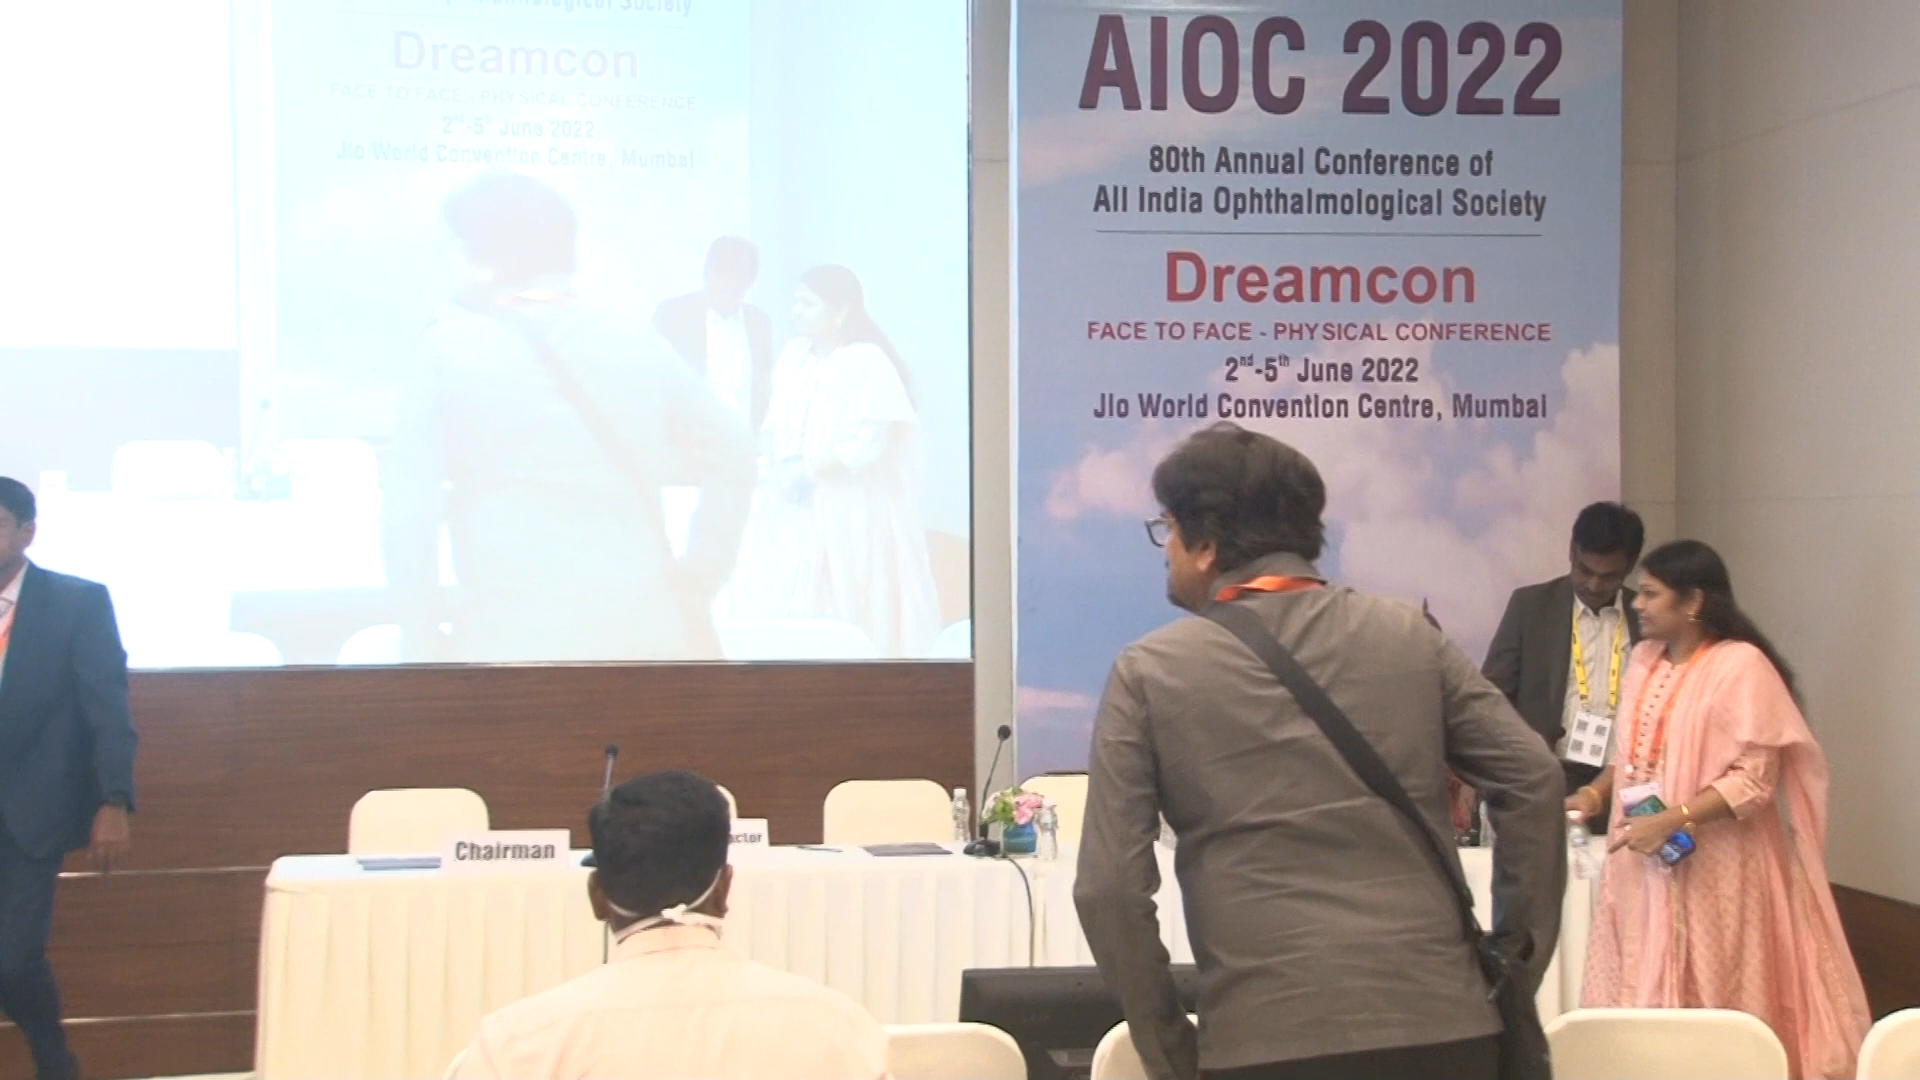 Society
Dreamcon
FACE TO FACE - PHYSICAL CONFERENCE
2nd-5th June 2022
Jio World Convention Centre, Mumbai
AIOC 2022
80th Annual Conference of
All India Ophthalmological Society
Dreamcon
FACE TO FACE - PHYSICAL CONFERENCE
2nd-5th June 2022
Jio World Convention Centre, Mumbai
Chairman